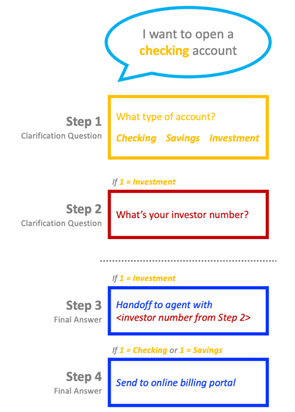 I want to open a
checking account
Step 1
Clarification Question
What type of account?
Checking Savings Investment
If 1 = Investment
Step 2
Clarification Question
What's your investor number?
If 1 = Investment
Step 3
Final Answer
Handoff to agent with
<investor number from Step 2>
If 1 = Checking or 1 = Savings
Step 4
Final Answer
Send to online billing portal